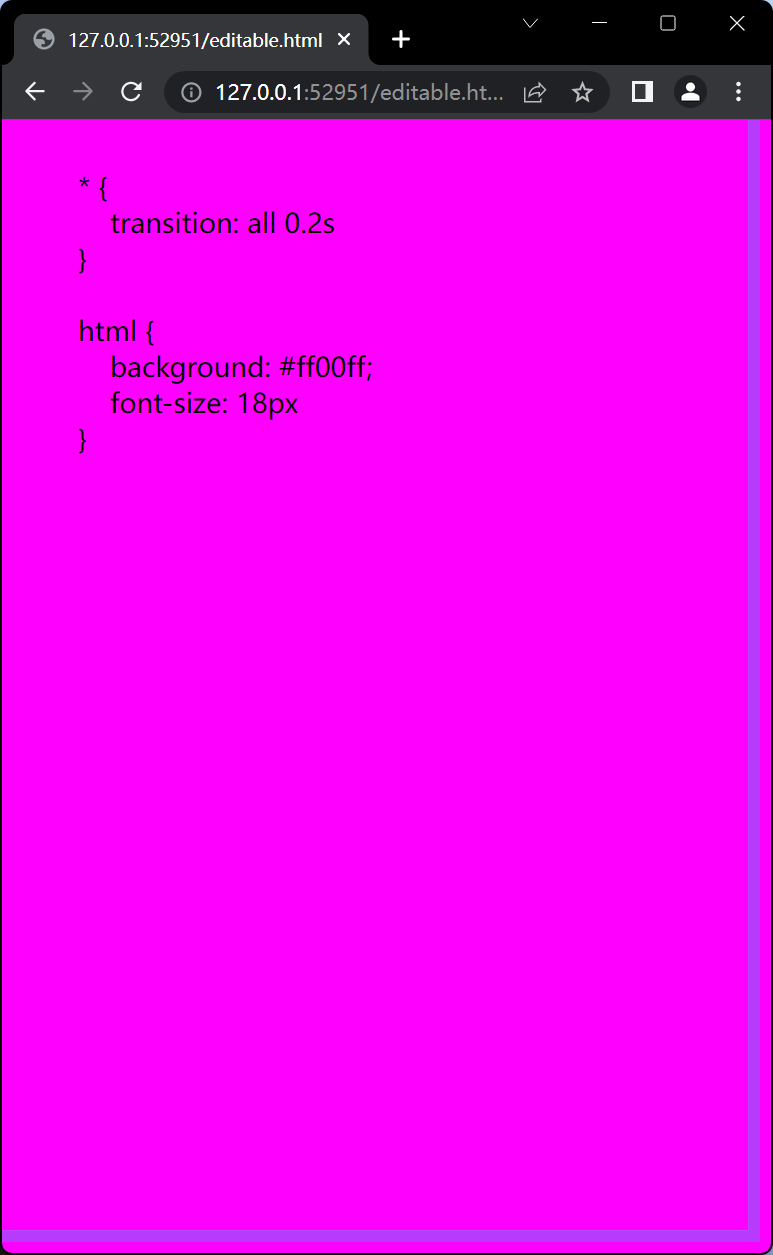 127.0.0.1:52951/editable.html
127.0.0.1:52951/editable.ht...
* {
transition: all 0.2s
}
html {
background: #ff00ff;
font-size: 18px
}